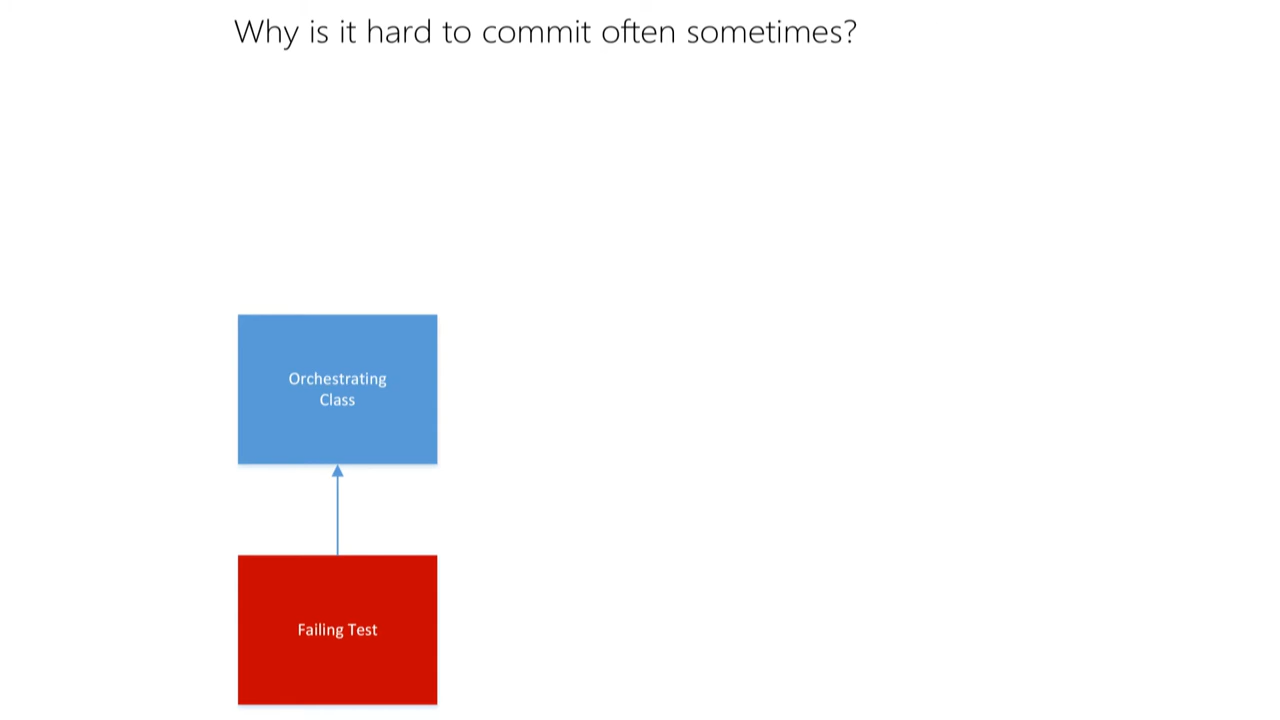 Why is it hard to commit often sometimes?
Orchestrating
Class
Failing Test